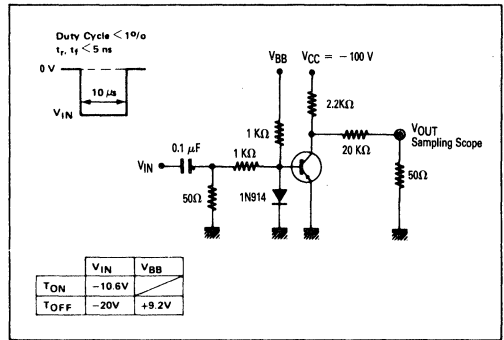 Duty Cycle < 1%
tr, tf < 5 ns
0 V
10 μs
VIN
VBB
VCC = −100 V
2.2KΩ
1 KΩ
VOUT
Sampling Scope
20 KΩ
0.1 μF
1 KΩ
VIN
50Ω
1N914
50Ω
VIN VBB
TON −10.6V
TOFF −20V +9.2V